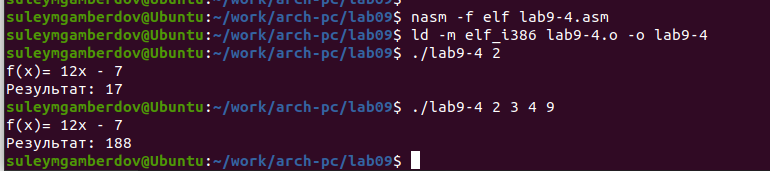 suleymgamberdov@Ubuntu:~/work/arch-pc/lab09$ nasm -f elf lab9-4.asm
suleymgamberdov@Ubuntu:~/work/arch-pc/lab09$ ld -m elf_i386 lab9-4.o -o lab9-4
suleymgamberdov@Ubuntu:~/work/arch-pc/lab09$ ./lab9-4 2
f(x)= 12x - 7
Результат: 17
suleymgamberdov@Ubuntu:~/work/arch-pc/lab09$ ./lab9-4 2 3 4 9
f(x)= 12x - 7
Результат: 188
suleymgamberdov@Ubuntu:~/work/arch-pc/lab09$